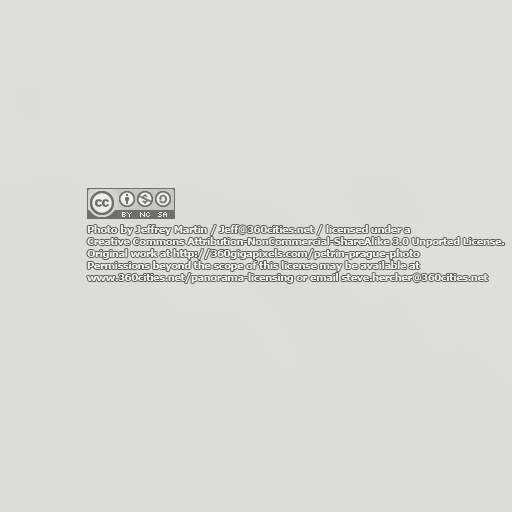 cc
BY NC SA
Photo by Jeffrey Martin / Jeff@360cities.net / licensed under a
Creative Commons Attribution-NonCommercial-ShareAlike 3.0 Unported License.
Original work at http://360gigapixels.com/petrin-prague-photo
Permissions beyond the scope of this license may be available at
www.360cities.net/panorama-licensing or email steve.hercher@360cities.net